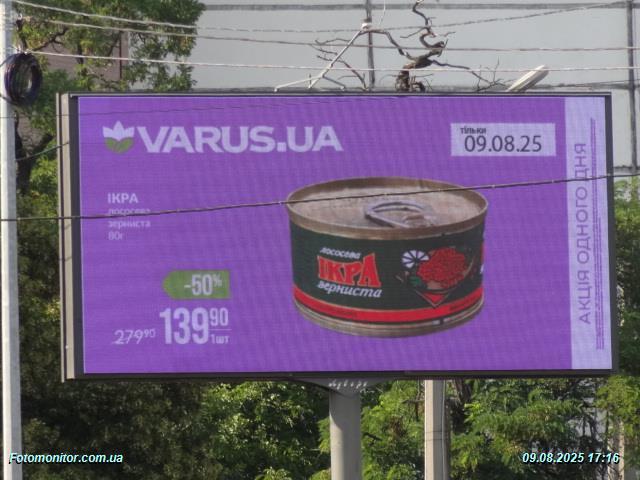 VARUS.UA
тільки
09.08.25
ІКРА
лососева
зерниста
80г
-50%
279⁹⁰
139⁹⁰
1шт
лососева
ІКРА
зерниста
АКЦІЯ ОДНОГО ДНЯ
Fotomonitor.com.ua
09.08.2025 17:16